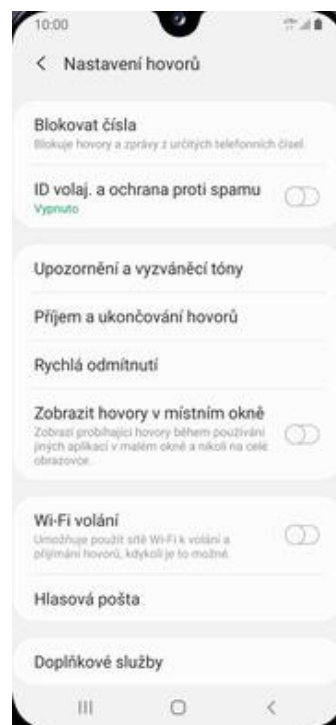 10:00
Nastavení hovorů
Blokovat čísla
Blokuje hovory a zprávy z určitých telefonních čísel.
ID volaj. a ochrana proti spamu
Vypnuto
Upozornění a vyzváněcí tóny
Příjem a ukončování hovorů
Rychlá odmítnutí
Zobrazit hovory v místním okně
Zobrazí probíhající hovory během používání
jiných aplikací v malém okně a nikoli na celé
obrazovce.
Wi-Fi volání
Umožňuje použít sítě Wi-Fi k volání a
přijímání hovorů, kdykoli je to možné.
Hlasová pošta
Doplňkové služby